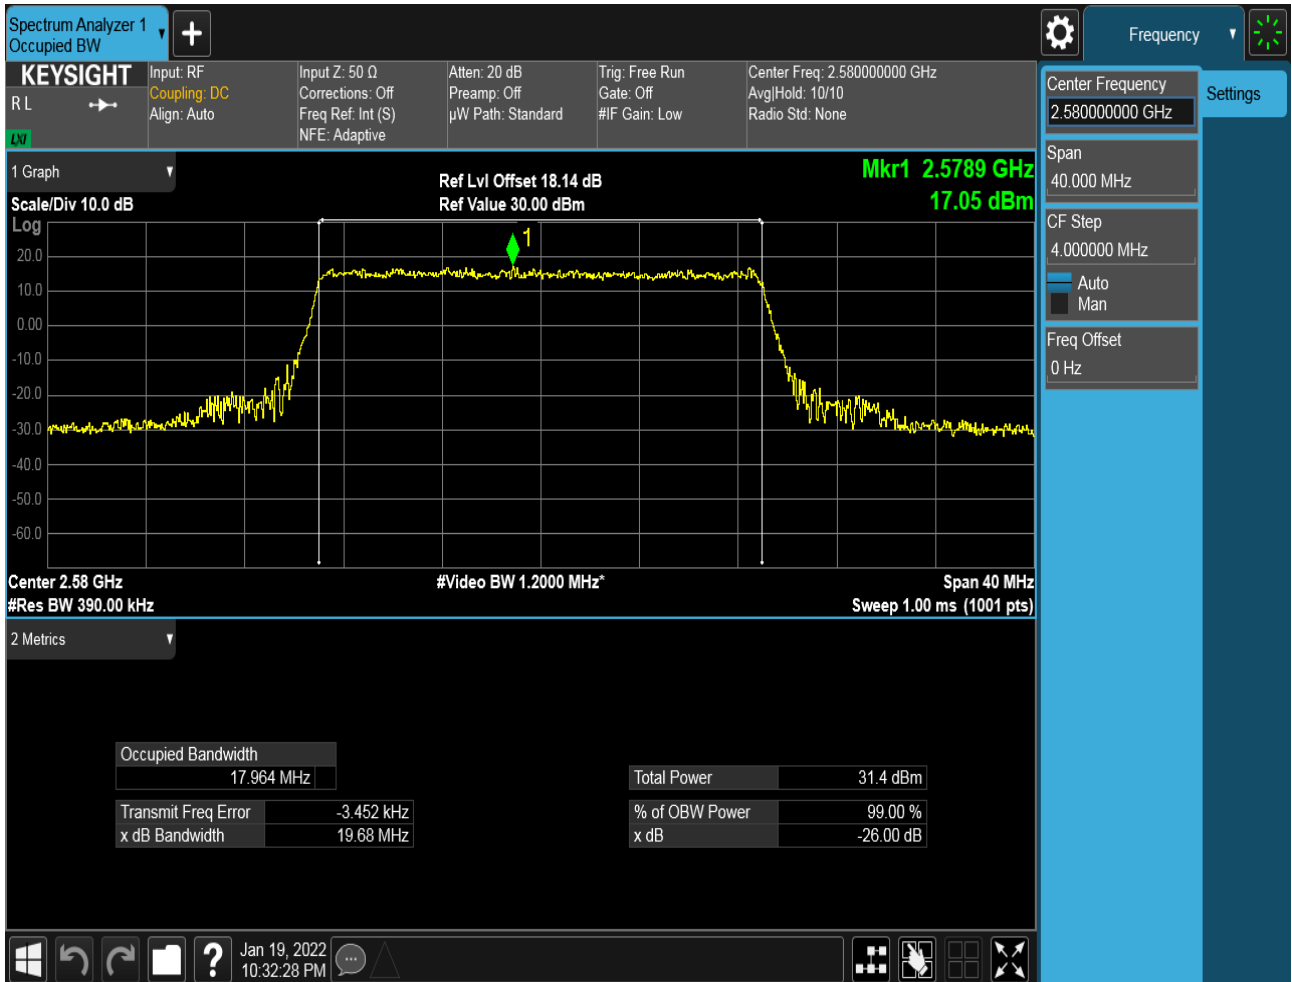 Spectrum Analyzer 1
Occupied BW
Frequency
KEYSIGHT
R L
LXI
Input: RF
Coupling: DC
Align: Auto
Input Z: 50 Ω
Corrections: Off
Freq Ref: Int (S)
NFE: Adaptive
Atten: 20 dB
Preamp: Off
µW Path: Standard
Trig: Free Run
Gate: Off
#IF Gain: Low
Center Freq: 2.580000000 GHz
Avg|Hold: 10/10
Radio Std: None
Center Frequency
2.580000000 GHz
Settings
Span
40.000 MHz
CF Step
4.000000 MHz
Auto
Man
Freq Offset
0 Hz
1 Graph
Scale/Div 10.0 dB
Ref Lvl Offset 18.14 dB
Ref Value 30.00 dBm
Mkr1 2.5789 GHz
17.05 dBm
Log
1
20.0
10.0
0.00
-10.0
-20.0
-30.0
-40.0
-50.0
-60.0
Center 2.58 GHz
#Video BW 1.2000 MHz*
Span 40 MHz
#Res BW 390.00 kHz
Sweep 1.00 ms (1001 pts)
2 Metrics
Occupied Bandwidth
17.964 MHz
Transmit Freq Error -3.452 kHz
x dB Bandwidth 19.68 MHz
Total Power 31.4 dBm
% of OBW Power 99.00 %
x dB -26.00 dB
?
Jan 19, 2022
10:32:28 PM